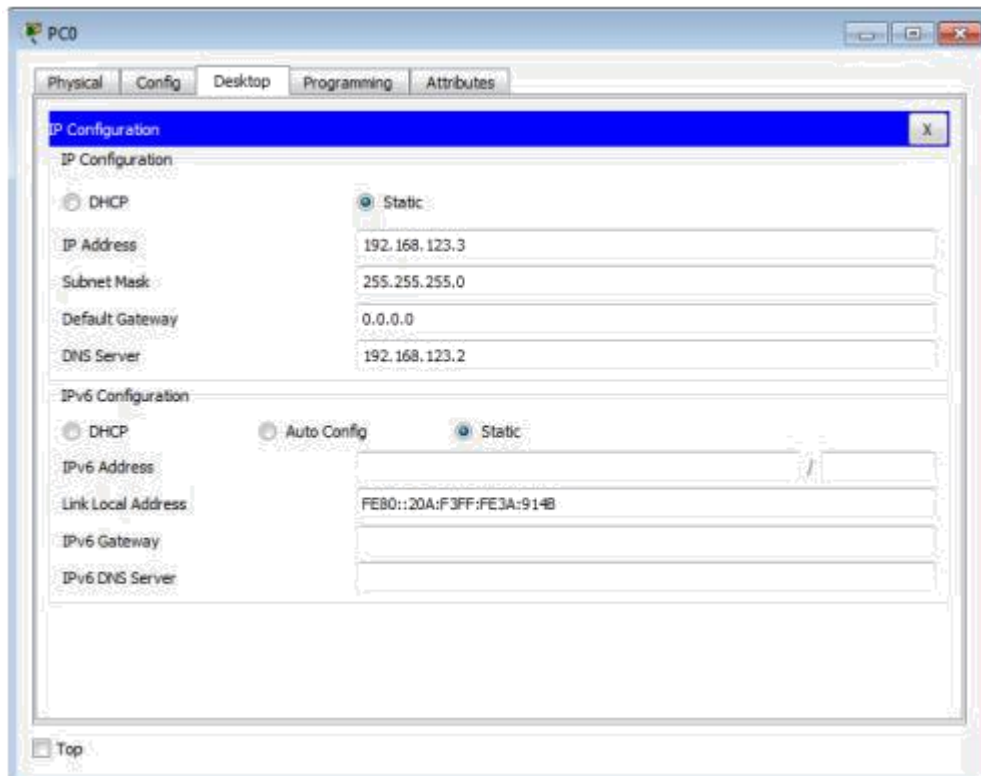 PC0
Physical Config Desktop Programming Attributes
IP Configuration X
IP Configuration
DHCP Static
IP Address 192.168.123.3
Subnet Mask 255.255.255.0
Default Gateway 0.0.0.0
DNS Server 192.168.123.2
IPv6 Configuration
DHCP Auto Config Static
IPv6 Address /
Link Local Address FE80::20A:F3FF:FE3A:914B
IPv6 Gateway
IPv6 DNS Server
Top